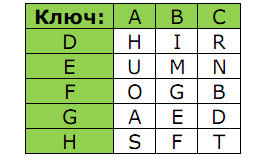 Ключ: A B C
D H I R
E U M N
F O G B
G A E D
H S F T